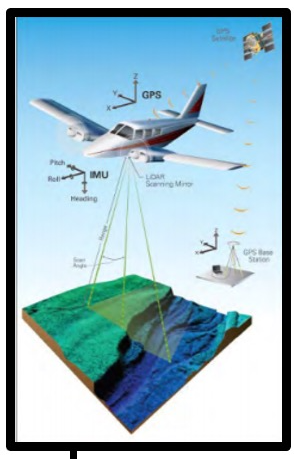 GPS
Satellite
Z
Y
X
GPS
Pitch
Roll
IMU
Heading
LiDAR
Scanning Mirror
Range
Scan
Angle
Z
Y
X
GPS Base
Station